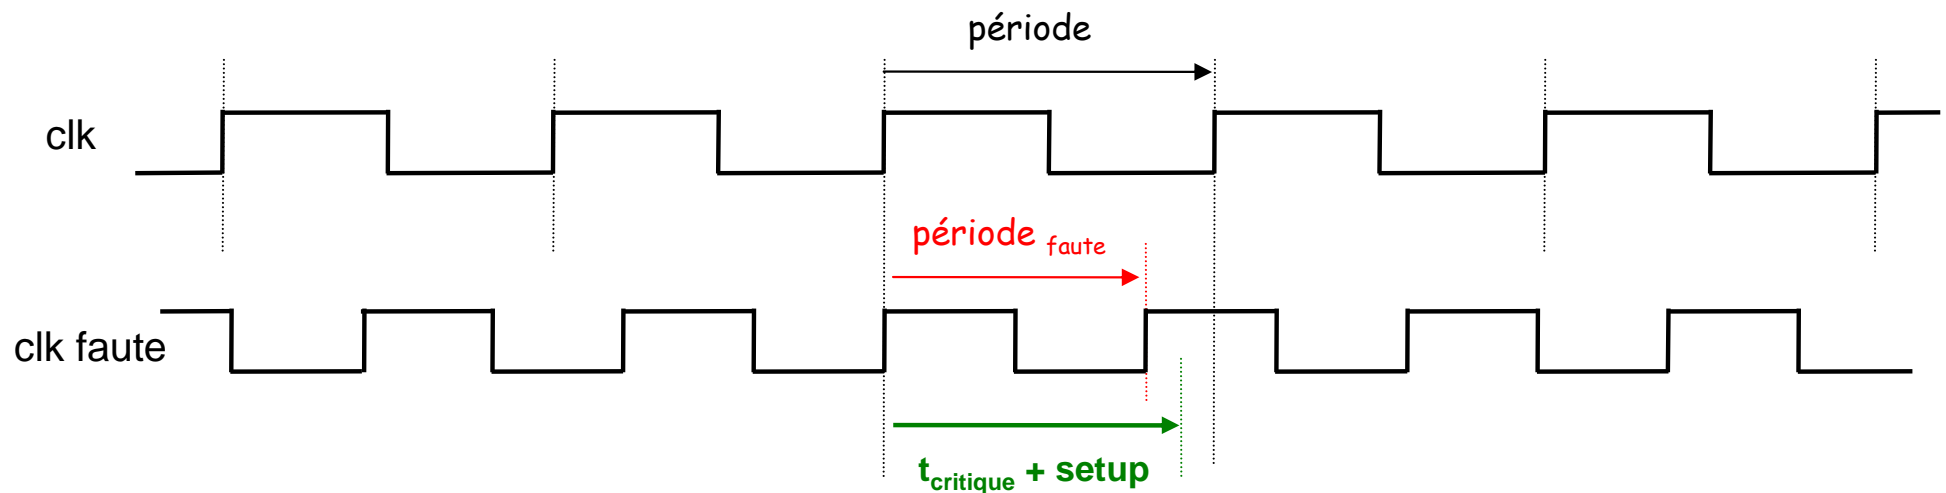 période
clk
période faute
clk faute
tcritique + setup